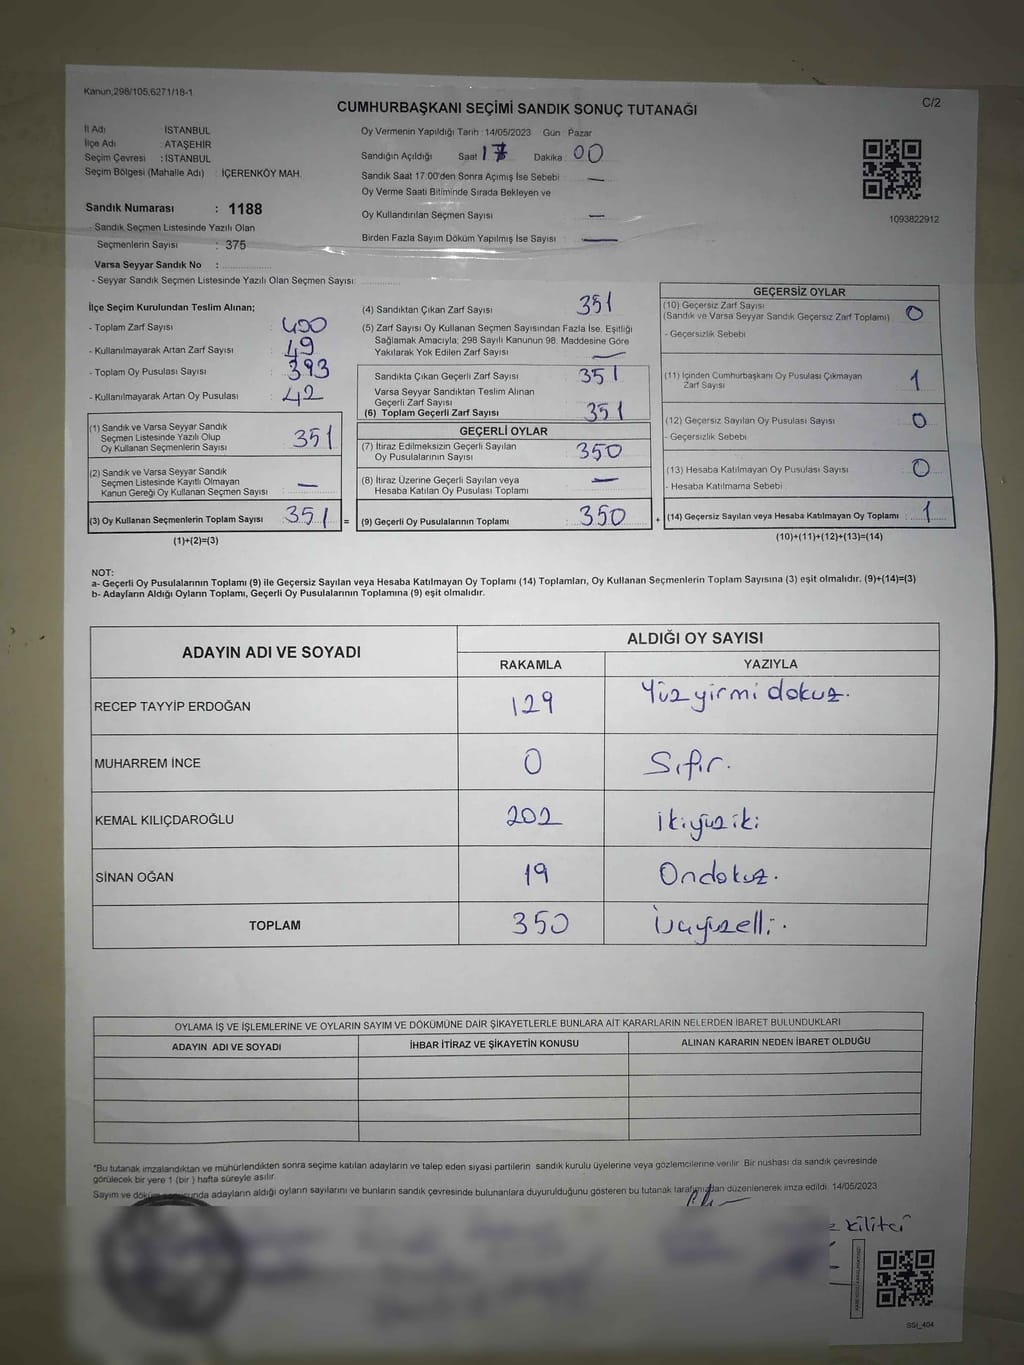 Kanun,298/105,6271/18-1
C/2
CUMHURBAŞKANI SEÇİMİ SANDIK SONUÇ TUTANAĞI
İl Adı İSTANBUL
İlçe Adı : ATAŞEHİR
Seçim Çevresi : İSTANBUL
Seçim Bölgesi (Mahalle Adı) : İÇERENKÖY MAH.
Sandık Numarası : 1188
- Sandık Seçmen Listesinde Yazılı Olan
Seçmenlerin Sayısı : 375
Varsa Seyyar Sandık No :
- Seyyar Sandık Seçmen Listesinde Yazılı Olan Seçmen Sayısı:
Oy Vermenin Yapıldığı Tarih : 14/05/2023 Gün : Pazar
Sandığın Açıldığı Saat 17 Dakika : 00
Sandık Saat 17:00'den Sonra Açımış İse Sebebi : —
Oy Verme Saati Bitiminde Sırada Bekleyen ve
Oy Kullandırılan Seçmen Sayısı : —
Birden Fazla Sayım Döküm Yapılmış İse Sayısı : —
1093822912
İlçe Seçim Kurulundan Teslim Alınan;
- Toplam Zarf Sayısı : 400
- Kullanılmayarak Artan Zarf Sayısı : 49
- Toplam Oy Pusulası Sayısı : 393
- Kullanılmayarak Artan Oy Pusulası : 42
(1) Sandık ve Varsa Seyyar Sandık
Seçmen Listesinde Yazılı Olup
Oy Kullanan Seçmenlerin Sayısı : 351
(2) Sandık ve Varsa Seyyar Sandık
Seçmen Listesinde Kayıtlı Olmayan
Kanun Gereği Oy Kullanan Seçmen Sayısı : —
(3) Oy Kullanan Seçmenlerin Toplam Sayısı : 351 =
(1)+(2)=(3)
(4) Sandıktan Çıkan Zarf Sayısı : 351
(5) Zarf Sayısı Oy Kullanan Seçmen Sayısından Fazla İse, Eşitliği
Sağlamak Amacıyla; 298 Sayılı Kanunun 98. Maddesine Göre
Yakılarak Yok Edilen Zarf Sayısı : —
Sandıkta Çıkan Geçerli Zarf Sayısı : 351
Varsa Seyyar Sandıktan Teslim Alınan
Geçerli Zarf Sayısı
(6) Toplam Geçerli Zarf Sayısı : 351
GEÇERLİ OYLAR
(7) İtiraz Edilmeksizin Geçerli Sayılan
Oy Pusulalarının Sayısı : 350
(8) İtiraz Üzerine Geçerli Sayılan veya
Hesaba Katılan Oy Pusulası Toplamı : —
(9) Geçerli Oy Pusulalarının Toplamı : 350 +
GEÇERSİZ OYLAR
(10) Geçersiz Zarf Sayısı
(Sandık ve Varsa Seyyar Sandık Geçersiz Zarf Toplamı) : 0
- Geçersizlik Sebebi
(11) İçinden Cumhurbaşkanı Oy Pusulası Çıkmayan
Zarf Sayısı : 1
(12) Geçersiz Sayılan Oy Pusulası Sayısı : 0
- Geçersizlik Sebebi
(13) Hesaba Katılmayan Oy Pusulası Sayısı : 0
- Hesaba Katılmama Sebebi
(14) Geçersiz Sayılan veya Hesaba Katılmayan Oy Toplamı : 1
(10)+(11)+(12)+(13)=(14)
NOT:
a- Geçerli Oy Pusulalarının Toplamı (9) ile Geçersiz Sayılan veya Hesaba Katılmayan Oy Toplamı (14) Toplamları, Oy Kullanan Seçmenlerin Toplam Sayısına (3) eşit olmalıdır. (9)+(14)=(3)
b- Adayların Aldığı Oyların Toplamı, Geçerli Oy Pusulalarının Toplamına (9) eşit olmalıdır.
ADAYIN ADI VE SOYADI
ALDIĞI OY SAYISI
RAKAMLA YAZIYLA
RECEP TAYYİP ERDOĞAN 129 Yüz yirmi dokuz.
MUHARREM İNCE 0 Sıfır.
KEMAL KILIÇDAROĞLU 202 ikiyüz iki
SİNAN OĞAN 19 Ondokuz.
TOPLAM 350 üçyüzelli.
OYLAMA İŞ VE İŞLEMLERİNE VE OYLARIN SAYIM VE DÖKÜMÜNE DAİR ŞİKAYETLERLE BUNLARA AİT KARARLARIN NELERDEN İBARET BULUNDUKLARI
ADAYIN ADI VE SOYADI İHBAR İTİRAZ VE ŞİKAYETİN KONUSU ALINAN KARARIN NEDEN İBARET OLDUĞU
*Bu tutanak imzalandıktan ve mühürlendikten sonra seçime katılan adayların ve talep eden siyasi partilerin sandık kurulu üyelerine veya gözlemcilerine verilir. Bir nushası da sandık çevresinde
görülecek bir yere 1 (bir ) hafta süreyle asılır.
Sayım ve döküm sonucunda adayların aldığı oyların sayılarını ve bunların sandık çevresinde bulunanlara duyurulduğunu gösteren bu tutanak tarafımızdan düzenlenerek imza edildi. 14/05/2023
Kilitci
SSI_404